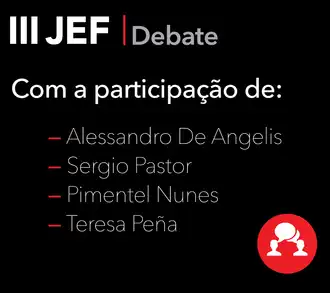 III JEF | Debate
Com a participação de:
– Alessandro De Angelis
– Sergio Pastor
– Pimentel Nunes
– Teresa Peña